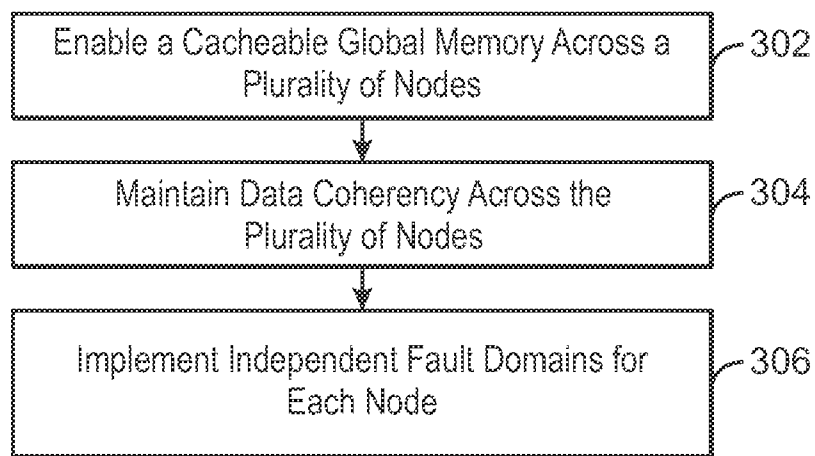 Enable a Cacheable Global Memory Across a
Plurality of Nodes
302
Maintain Data Coherency Across the
Plurality of Nodes
304
Implement Independent Fault Domains for
Each Node
306